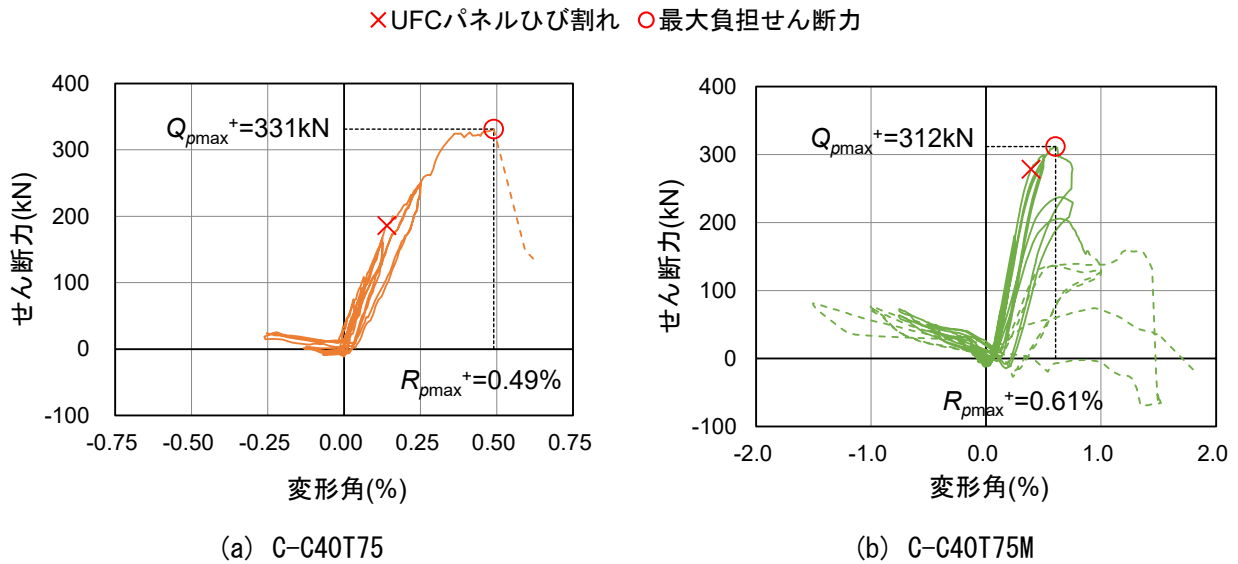 ×UFCパネルひび割れ ○最大負担せん断力
400
300
200
100
0
-100
-0.75 -0.50 -0.25 0.00 0.25 0.50 0.75
せん断力(kN)
変形角(%)
Qpmax+=331kN
Rpmax+=0.49%
(a) C-C40T75
400
300
200
100
0
-100
-2.0 -1.0 0.0 1.0 2.0
せん断力(kN)
変形角(%)
Qpmax+=312kN
Rpmax+=0.61%
(b) C-C40T75M